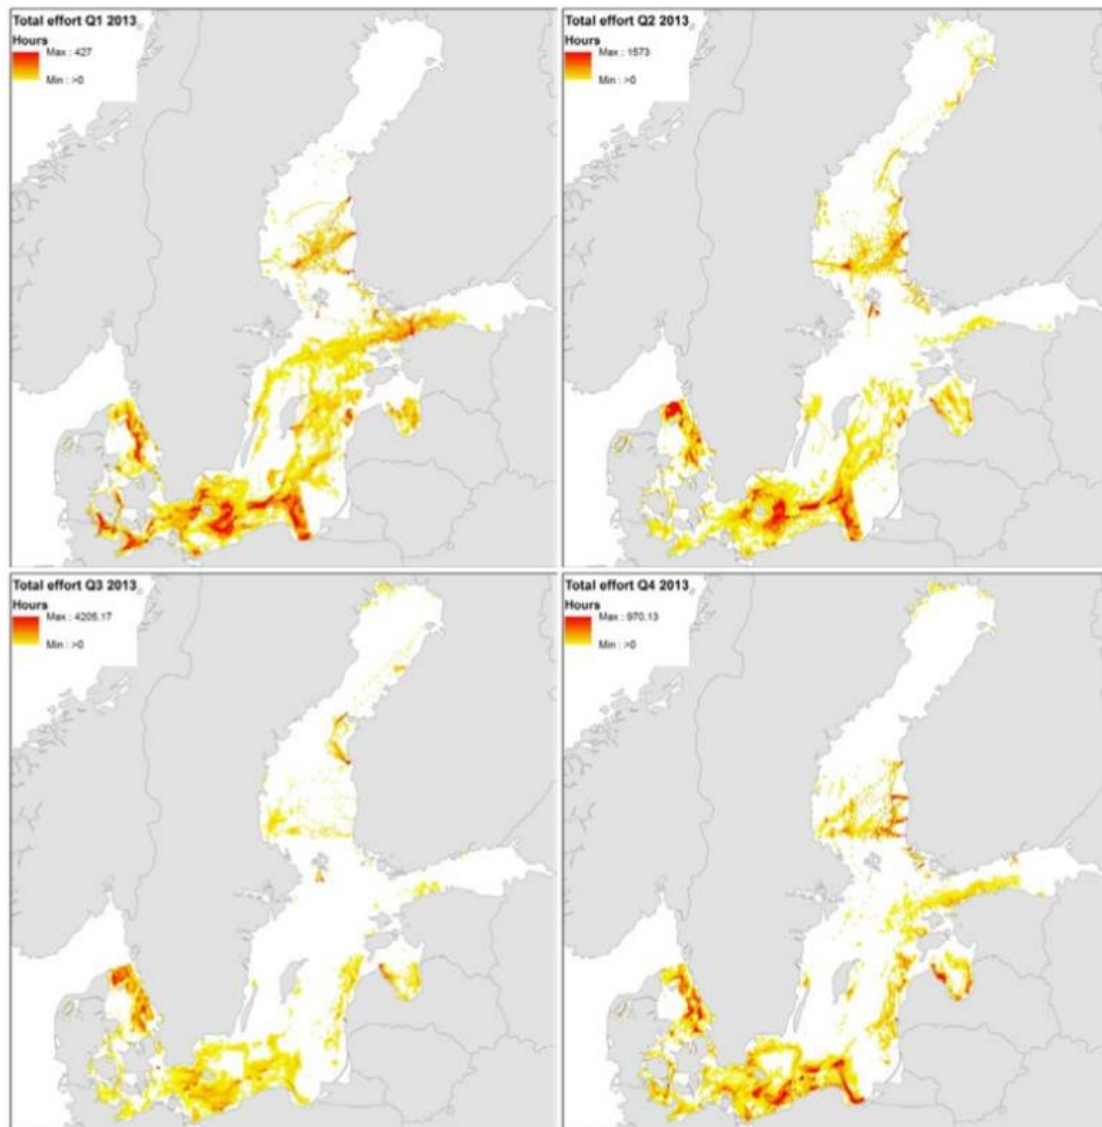 Total effort Q1 2013
Hours
Max : 427
Min : >0
Total effort Q2 2013
Hours
Max : 1573
Min : >0
Total effort Q3 2013
Hours
Max : 4205.17
Min : >0
Total effort Q4 2013
Hours
Max : 970.13
Min : >0